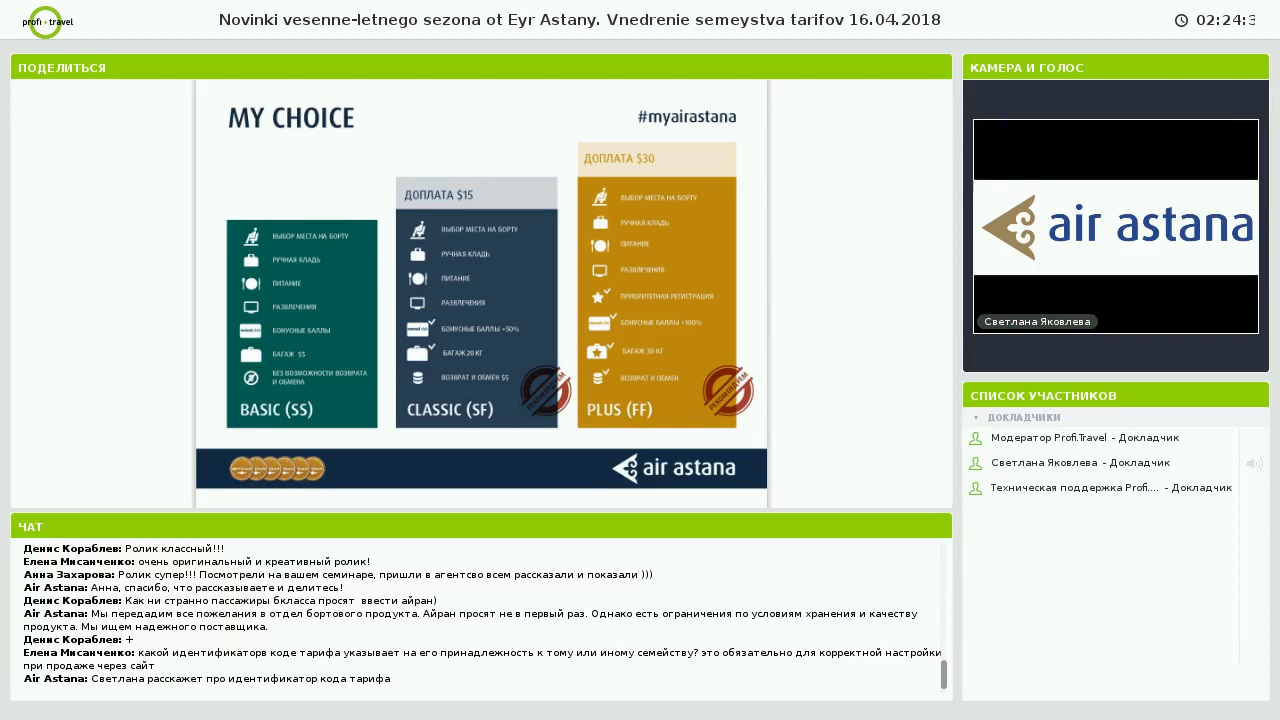 profi+travel
Novinki vesenne-letnego sezona ot Eyr Astany. Vnedrenie semeystva tarifov 16.04.2018
02:24:3
ПОДЕЛИТЬСЯ
MY CHOICE
#myairastana
BASIC (SS)
ВЫБОР МЕСТА НА БОРТУ
РУЧНАЯ КЛАДЬ
ПИТАНИЕ
РАЗВЛЕЧЕНИЯ
БОНУСНЫЕ БАЛЛЫ
БАГАЖ $$
БЕЗ ВОЗМОЖНОСТИ ВОЗВРАТА
И ОБМЕНА
ДОПЛАТА $15
ВЫБОР МЕСТА НА БОРТУ
РУЧНАЯ КЛАДЬ
ПИТАНИЕ
РАЗВЛЕЧЕНИЯ
БОНУСНЫЕ БАЛЛЫ +50%
БАГАЖ 20 КГ
ВОЗВРАТ И ОБМЕН $$
CLASSIC (SF)
РЕКОМЕНДУЕМ
ДОПЛАТА $30
ВЫБОР МЕСТА НА БОРТУ
РУЧНАЯ КЛАДЬ
ПИТАНИЕ
РАЗВЛЕЧЕНИЯ
ПРИОРИТЕТНАЯ РЕГИСТРАЦИЯ
БОНУСНЫЕ БАЛЛЫ +100%
БАГАЖ 30 КГ
ВОЗВРАТ И ОБМЕН
PLUS (FF)
РЕКОМЕНДУЕМ
air astana
КАМЕРА И ГОЛОС
air astana
Светлана Яковлева
СПИСОК УЧАСТНИКОВ
ДОКЛАДЧИКИ
Модератор Profi.Travel - Докладчик
Светлана Яковлева - Докладчик
Техническая поддержка Profi.... - Докладчик
ЧАТ
Денис Кораблев: Ролик классный!!!
Елена Мисанченко: очень оригинальный и креативный ролик!
Анна Захарова: Ролик супер!!! Посмотрели на вашем семинаре, пришли в агентсво всем рассказали и показали )))
Air Astana: Анна, спасибо, что рассказываете и делитесь!
Денис Кораблев: Как ни странно пассажиры бкласса просят  ввести айран)
Air Astana: Мы передадим все пожелания в отдел бортового продукта. Айран просят не в первый раз. Однако есть ограничения по условиям хранения и качеству
продукта. Мы ищем надежного поставщика.
Денис Кораблев: +
Елена Мисанченко: какой идентификаторв коде тарифа указывает на его принадлежность к тому или иному семейству? это обязательно для корректной настройки
при продаже через сайт
Air Astana: Светлана расскажет про идентификатор кода тарифа